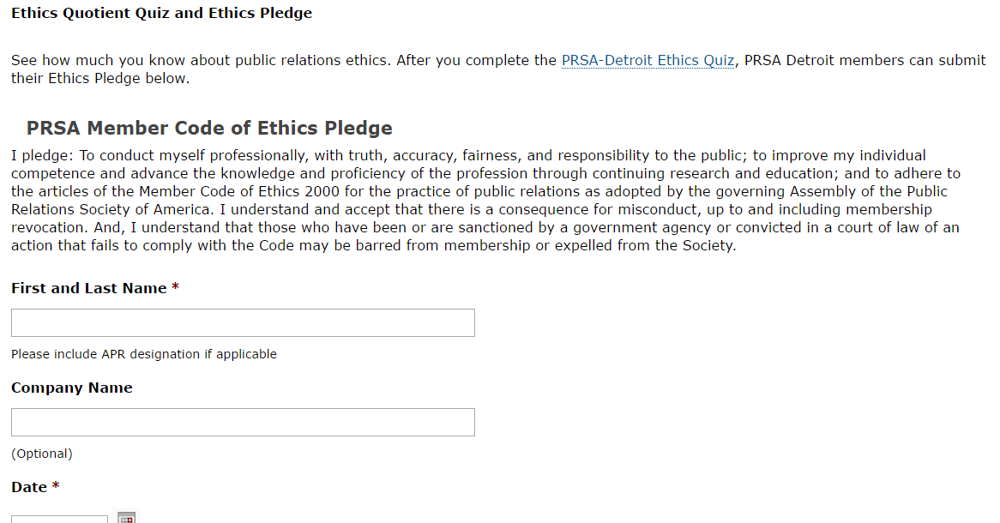 Ethics Quotient Quiz and Ethics Pledge
See how much you know about public relations ethics. After you complete the PRSA-Detroit Ethics Quiz, PRSA Detroit members can submit
their Ethics Pledge below.
PRSA Member Code of Ethics Pledge
I pledge: To conduct myself professionally, with truth, accuracy, fairness, and responsibility to the public; to improve my individual
competence and advance the knowledge and proficiency of the profession through continuing research and education; and to adhere to
the articles of the Member Code of Ethics 2000 for the practice of public relations as adopted by the governing Assembly of the Public
Relations Society of America. I understand and accept that there is a consequence for misconduct, up to and including membership
revocation. And, I understand that those who have been or are sanctioned by a government agency or convicted in a court of law of an
action that fails to comply with the Code may be barred from membership or expelled from the Society.
First and Last Name *
Please include APR designation if applicable
Company Name
(Optional)
Date *